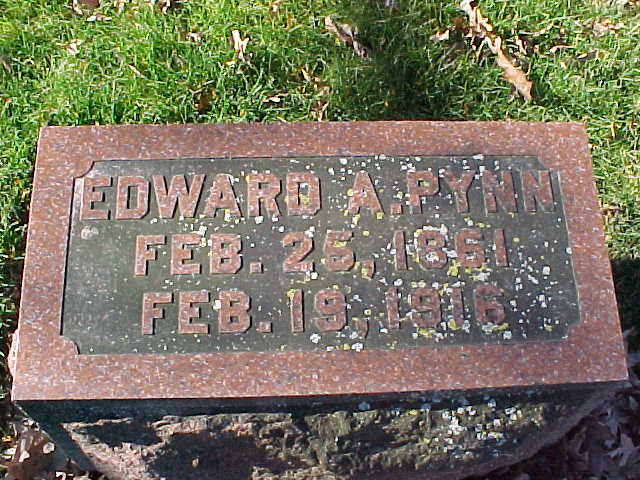 EDWARD A. PYNN
FEB. 25, 1861
FEB. 19, 1916